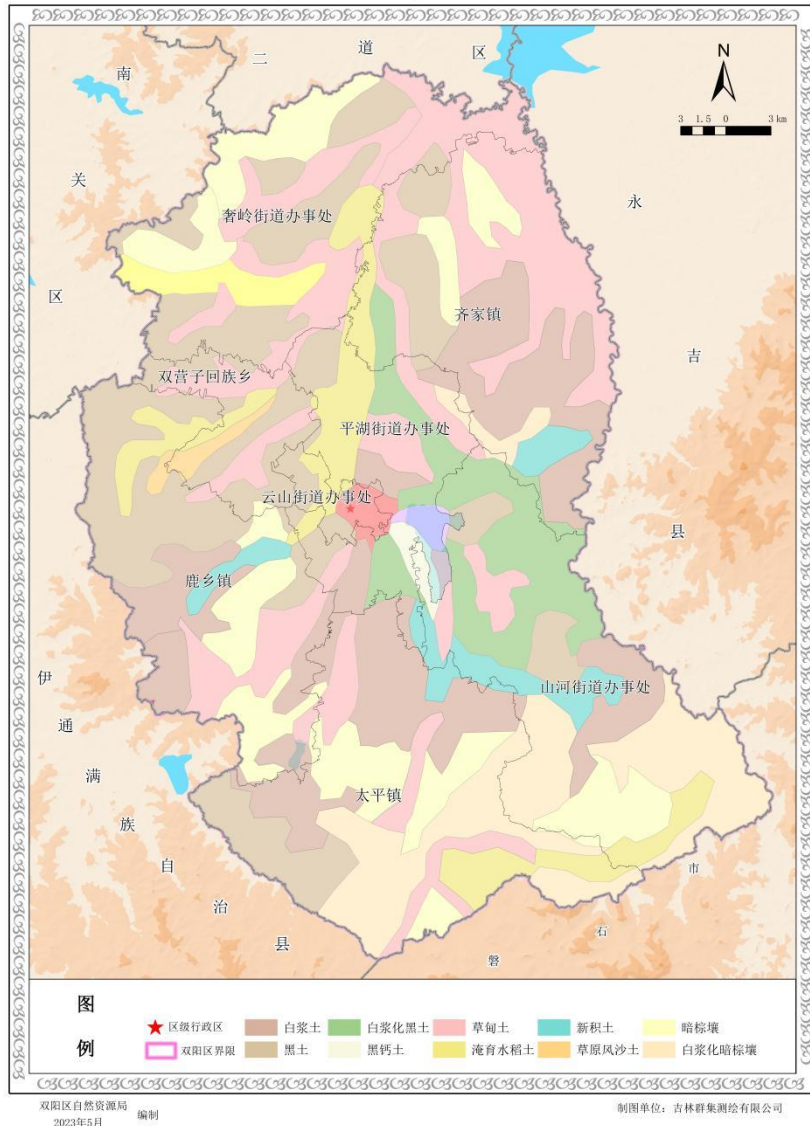 二 道 区
南
关
区
N
3 1.5 0 3 km
永
吉
县
奢岭街道办事处
齐家镇
双营子回族乡
平湖街道办事处
云山街道办事处
鹿乡镇
山河街道办事处
太平镇
伊
通
满
族
自
治
县
市
石
磐
图
例
区级行政区 白浆土 白浆化黑土 草甸土 新积土 暗棕壤
双阳区界限 黑土 黑钙土 淹育水稻土 草原风沙土 白浆化暗棕壤
双阳区自然资源局 编制
2023年5月
制图单位：吉林群集测绘有限公司